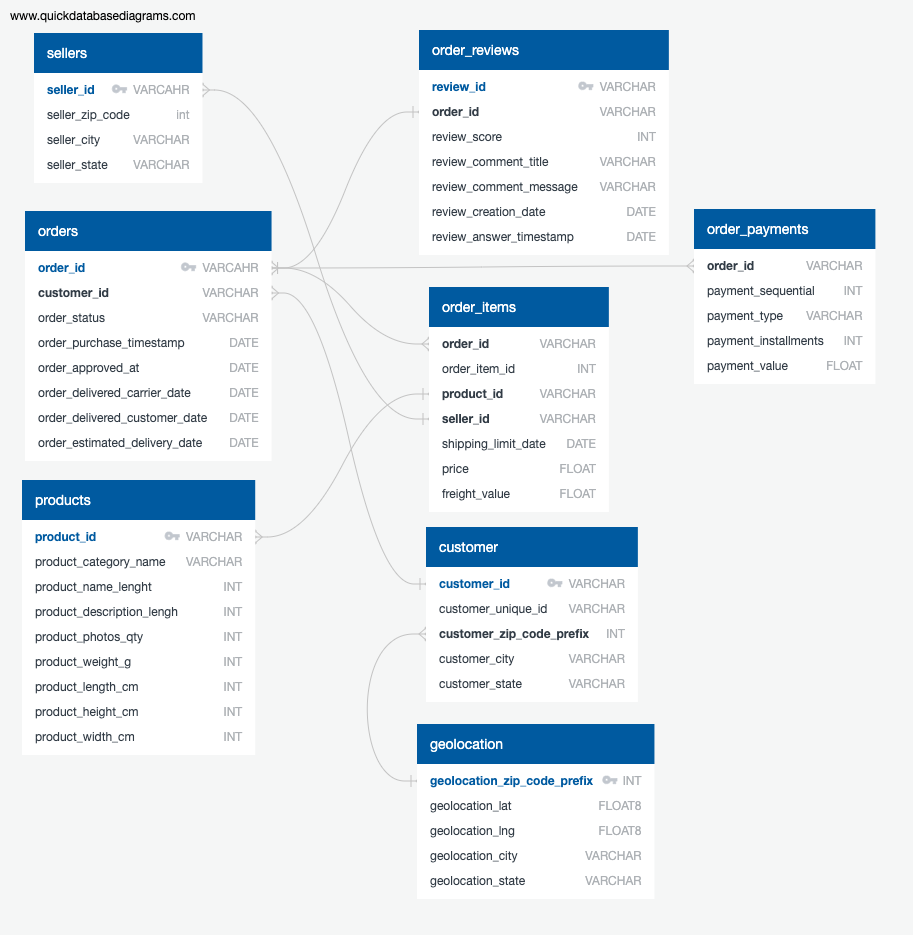 www.quickdatabasediagrams.com
sellers
seller_id VARCAHR
seller_zip_code int
seller_city VARCHAR
seller_state VARCHAR
order_reviews
review_id VARCHAR
order_id VARCHAR
review_score INT
review_comment_title VARCHAR
review_comment_message VARCHAR
review_creation_date DATE
review_answer_timestamp DATE
orders
order_id VARCAHR
customer_id VARCHAR
order_status VARCHAR
order_purchase_timestamp DATE
order_approved_at DATE
order_delivered_carrier_date DATE
order_delivered_customer_date DATE
order_estimated_delivery_date DATE
order_payments
order_id VARCHAR
payment_sequential INT
payment_type VARCHAR
payment_installments INT
payment_value FLOAT
order_items
order_id VARCHAR
order_item_id INT
product_id VARCHAR
seller_id VARCHAR
shipping_limit_date DATE
price FLOAT
freight_value FLOAT
products
product_id VARCHAR
product_category_name VARCHAR
product_name_lenght INT
product_description_lengh INT
product_photos_qty INT
product_weight_g INT
product_length_cm INT
product_height_cm INT
product_width_cm INT
customer
customer_id VARCHAR
customer_unique_id VARCHAR
customer_zip_code_prefix INT
customer_city VARCHAR
customer_state VARCHAR
geolocation
geolocation_zip_code_prefix INT
geolocation_lat FLOAT8
geolocation_lng FLOAT8
geolocation_city VARCHAR
geolocation_state VARCHAR